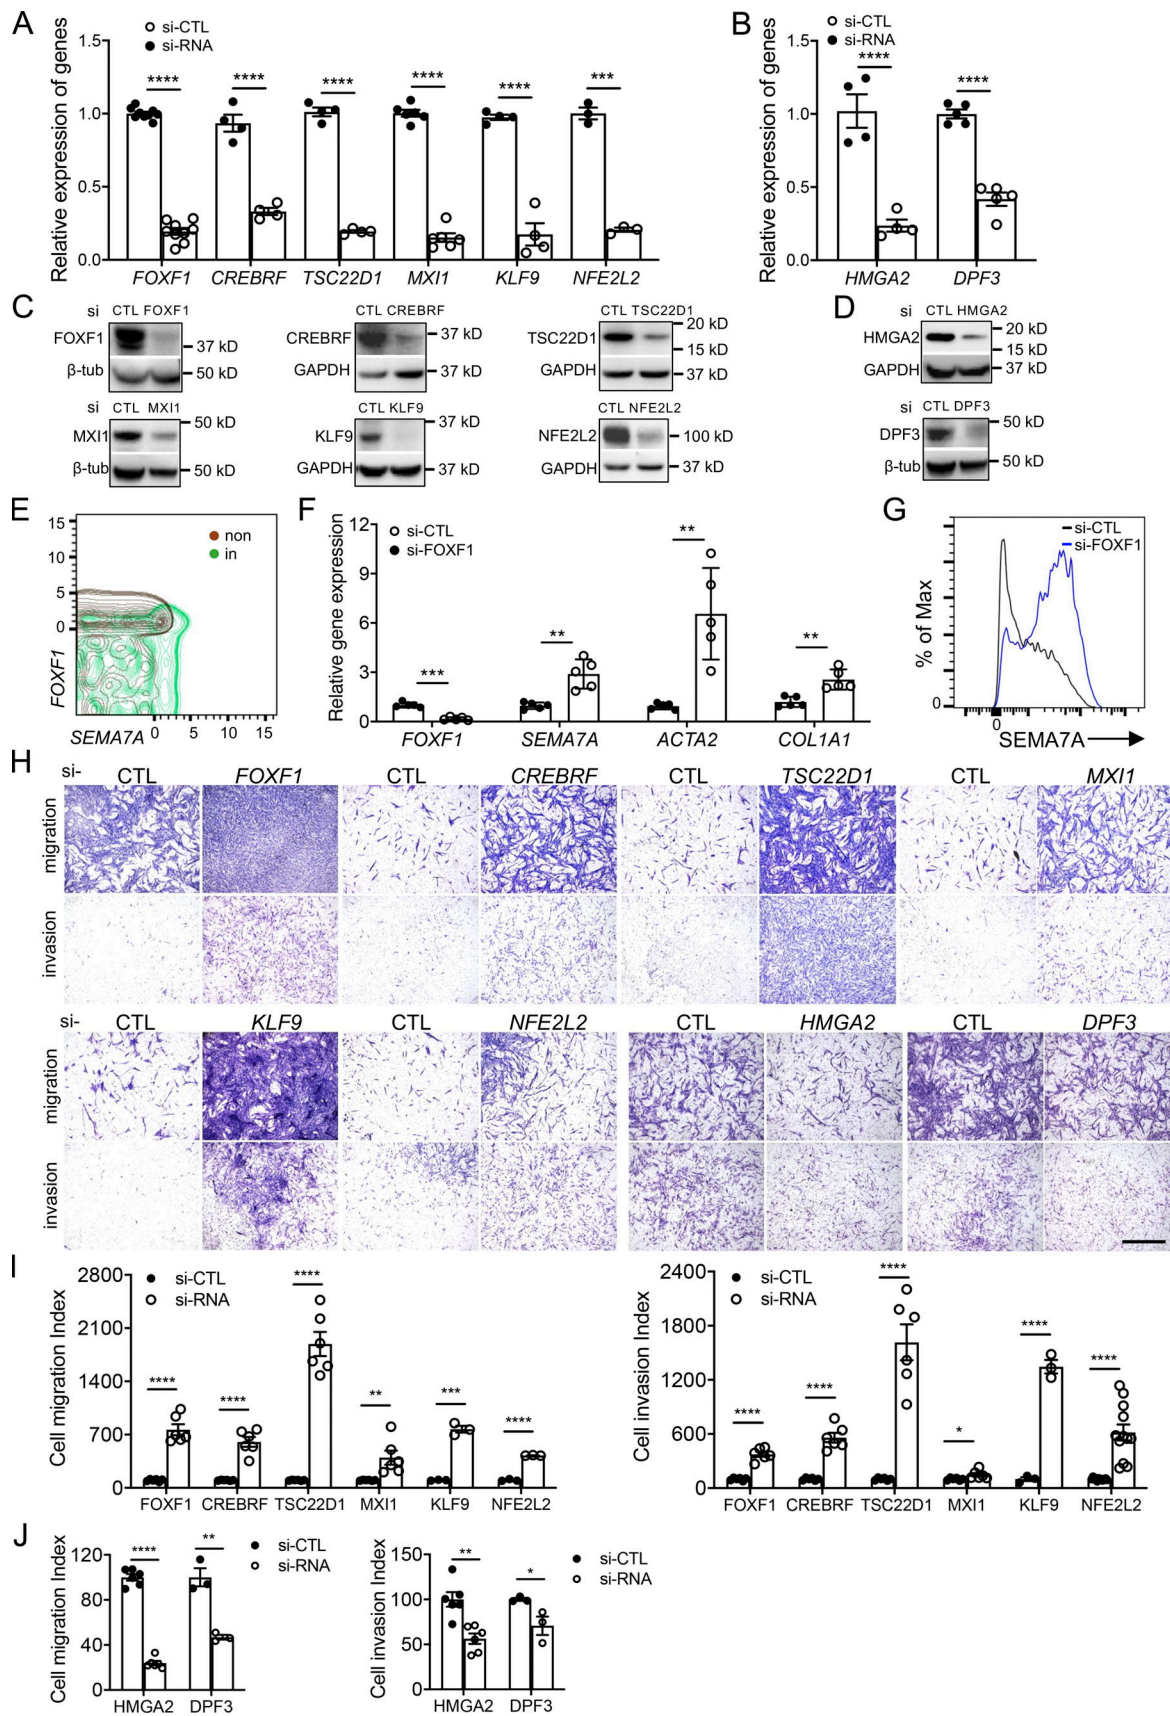 A
si-CTL
si-RNA
Relative expression of genes
1.5
1.0
0.5
0.0
**** **** **** **** **** ***
FOXF1 CREBRF TSC22D1 MXI1 KLF9 NFE2L2
B
si-CTL
si-RNA
Relative expression of genes
1.5
1.0
0.5
0.0
**** ****
HMGA2 DPF3
C
si CTL FOXF1
FOXF1
37 kD
β-tub
50 kD
CTL CREBRF
CREBRF
37 kD
GAPDH
37 kD
CTL TSC22D1
20 kD
TSC22D1
15 kD
GAPDH
37 kD
si CTL MXI1
50 kD
MXI1
β-tub
50 kD
CTL KLF9
37 kD
KLF9
GAPDH
37 kD
CTL NFE2L2
NFE2L2
100 kD
GAPDH
37 kD
D
si CTL HMGA2
20 kD
HMGA2
15 kD
GAPDH
37 kD
si CTL DPF3
50 kD
DPF3
β-tub
50 kD
E
15
10
5
0
FOXF1
non
in
SEMA7A 0 5 10 15
F
Relative gene expression
12
9
6
3
0
si-CTL
si-FOXF1
*** ** ** **
FOXF1 SEMA7A ACTA2 COL1A1
G
% of Max
0
si-CTL
si-FOXF1
0
SEMA7A
H
si- CTL FOXF1 CTL CREBRF CTL TSC22D1 CTL MXI1
migration
invasion
si- CTL KLF9 CTL NFE2L2 CTL HMGA2 CTL DPF3
migration
invasion
I
Cell migration Index
2800
2100
1400
700
0
si-CTL
si-RNA
**** **** **** ** *** ****
FOXF1 CREBRF TSC22D1 MXI1 KLF9 NFE2L2
Cell invasion Index
2400
1800
1200
600
0
si-CTL
si-RNA
**** **** **** * **** ****
FOXF1 CREBRF TSC22D1 MXI1 KLF9 NFE2L2
J
Cell migration Index
120
80
40
0
**** **
si-CTL
si-RNA
HMGA2 DPF3
Cell invasion Index
150
100
50
0
** *
si-CTL
si-RNA
HMGA2 DPF3